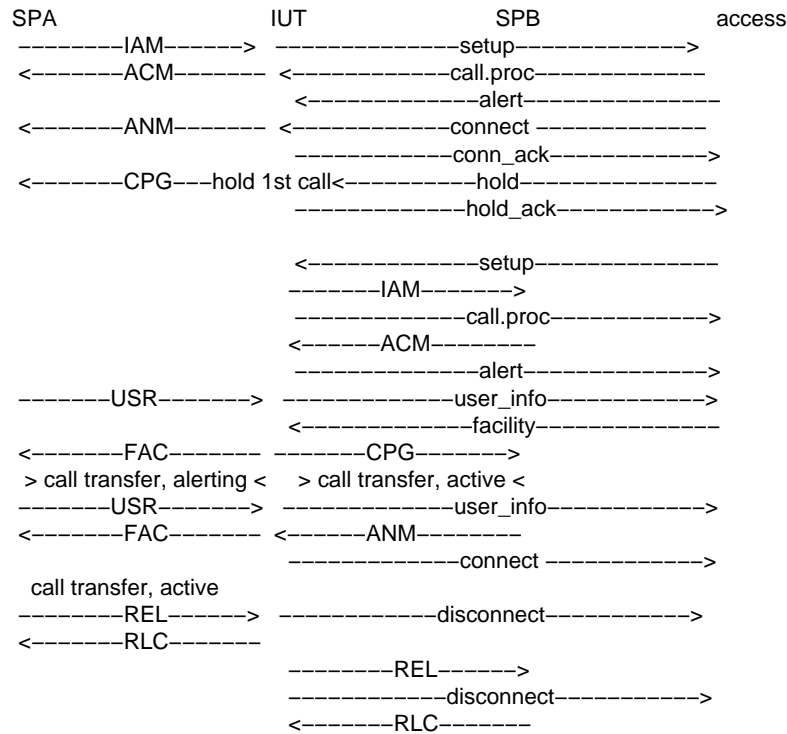 SPA IUT SPB access
−−−−−−−−IAM−−−−−−> −−−−−−−−−−−−−−setup−−−−−−−−−−−−−>
<−−−−−−−ACM−−−−−−− <−−−−−−−−−−−−call.proc−−−−−−−−−−−−−
<−−−−−−−−−−−−−alert−−−−−−−−−−−−−−−
<−−−−−−−ANM−−−−−−− <−−−−−−−−−−−−connect −−−−−−−−−−−−−
−−−−−−−−−−−−conn_ack−−−−−−−−−−−−>
<−−−−−−−CPG−−−hold 1st call<−−−−−−−−−−hold−−−−−−−−−−−−−−−
−−−−−−−−−−−−−hold_ack−−−−−−−−−−−−>
<−−−−−−−−−−−−−setup−−−−−−−−−−−−−−
−−−−−−−IAM−−−−−−−>
−−−−−−−−−−−−−call.proc−−−−−−−−−−−>
<−−−−−−ACM−−−−−−−−
−−−−−−−−−−−−−−alert−−−−−−−−−−−−−−>
−−−−−−−USR−−−−−−−> −−−−−−−−−−−−−user_info−−−−−−−−−−−−>
<−−−−−−−−−−−−−facility−−−−−−−−−−−−−−
<−−−−−−−FAC−−−−−−− −−−−−−−CPG−−−−−−−>
> call transfer, alerting < > call transfer, active <
−−−−−−−USR−−−−−−−> −−−−−−−−−−−−−user_info−−−−−−−−−−−−>
<−−−−−−−FAC−−−−−−− <−−−−−−ANM−−−−−−−−
−−−−−−−−−−−−−connect −−−−−−−−−−−−>
call transfer, active
−−−−−−−−REL−−−−−−> −−−−−−−−−−−−disconnect−−−−−−−−−−−>
<−−−−−−−RLC−−−−−−−
−−−−−−−−REL−−−−−−>
−−−−−−−−−−−−disconnect−−−−−−−−−−−>
<−−−−−−−RLC−−−−−−−